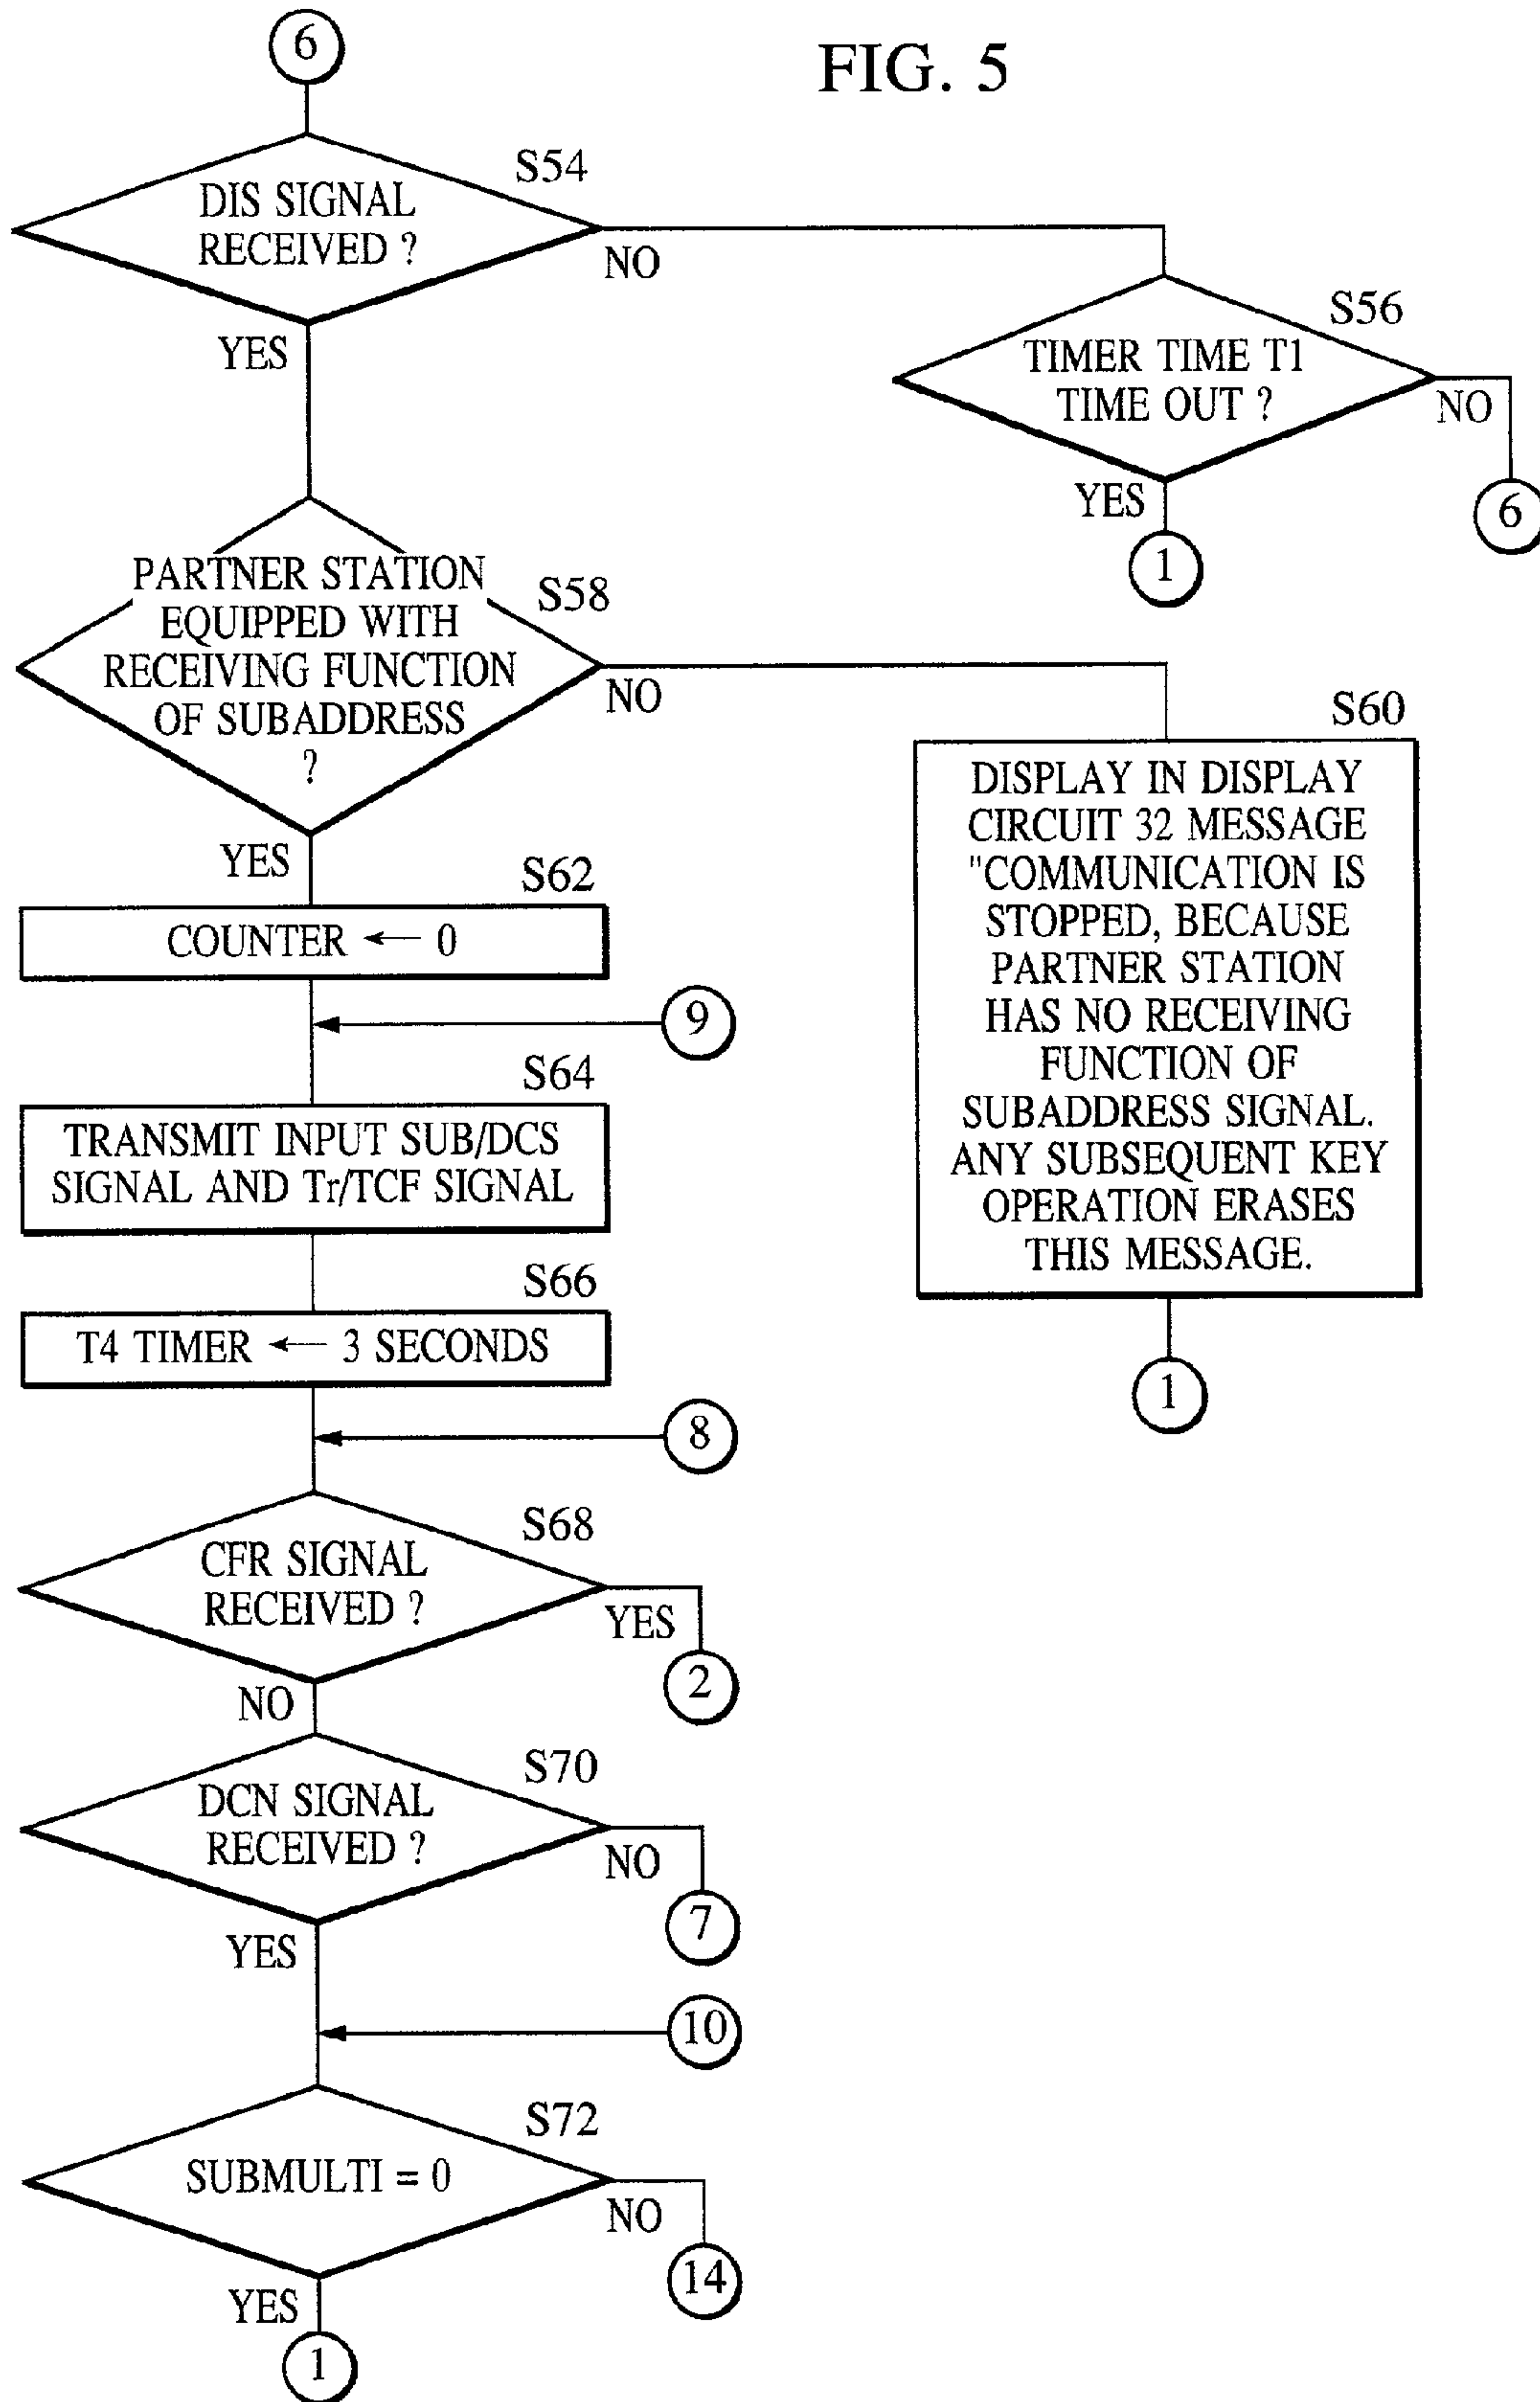 FIG. 5
6
S54
DIS SIGNAL
RECEIVED ?
NO
YES
S56
TIMER TIME T1
TIME OUT ?
NO
6
YES
1
S58
PARTNER STATION
EQUIPPED WITH
RECEIVING FUNCTION
OF SUBADDRESS
?
NO
YES
S60
DISPLAY IN DISPLAY
CIRCUIT 32 MESSAGE
"COMMUNICATION IS
STOPPED, BECAUSE
PARTNER STATION
HAS NO RECEIVING
FUNCTION OF
SUBADDRESS SIGNAL.
ANY SUBSEQUENT KEY
OPERATION ERASES
THIS MESSAGE.
1
S62
COUNTER ← 0
9
S64
TRANSMIT INPUT SUB/DCS
SIGNAL AND Tr/TCF SIGNAL
S66
T4 TIMER ← 3 SECONDS
8
S68
CFR SIGNAL
RECEIVED ?
YES
2
NO
S70
DCN SIGNAL
RECEIVED ?
NO
7
YES
10
S72
SUBMULTI = 0
NO
14
YES
1